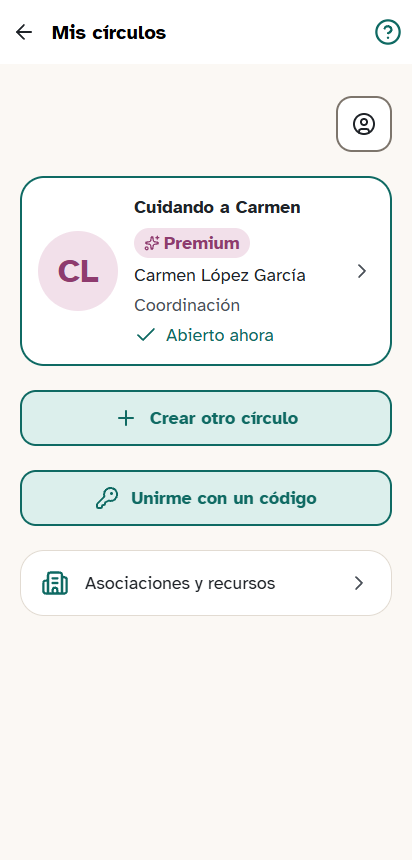 Mis círculos
Cuidando a Carmen
CL
Premium
Carmen López García
Coordinación
Abierto ahora
Crear otro círculo
Unirme con un código
Asociaciones y recursos